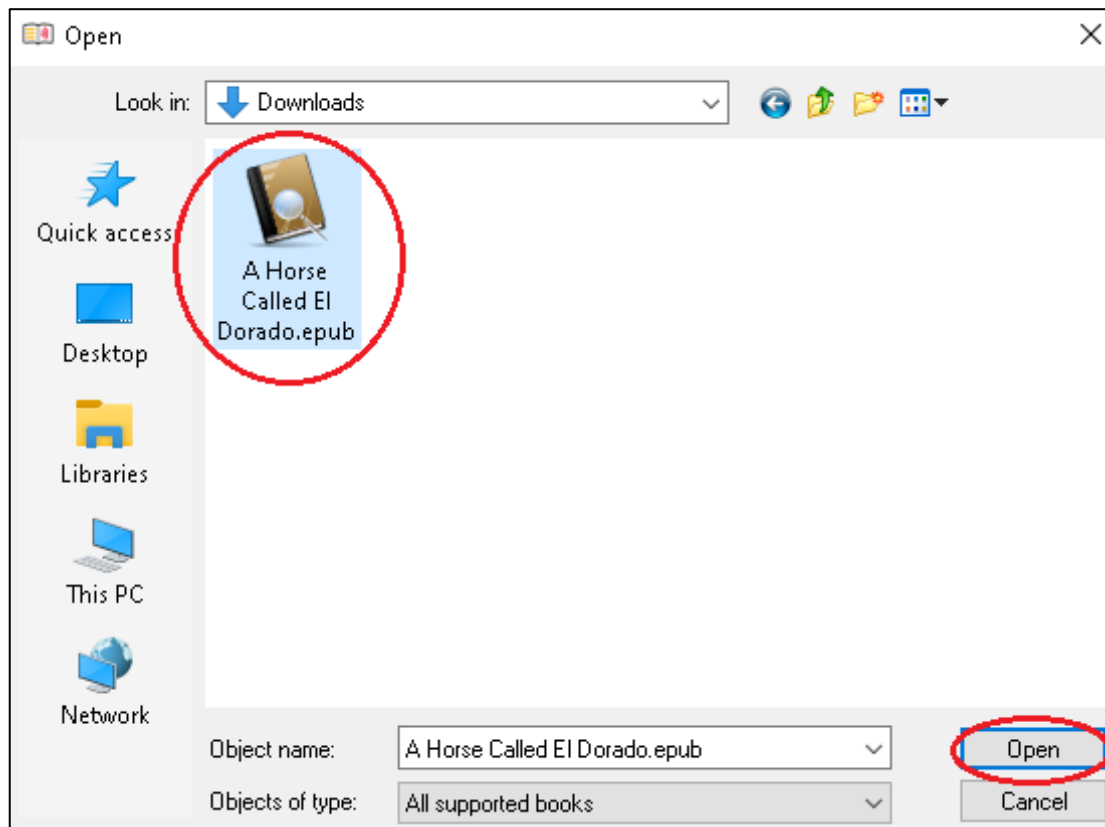 Open
Look in:
Downloads
Quick access
Desktop
Libraries
This PC
Network
A Horse
Called El
Dorado.epub
Object name:
A Horse Called El Dorado.epub
Open
Objects of type:
All supported books
Cancel